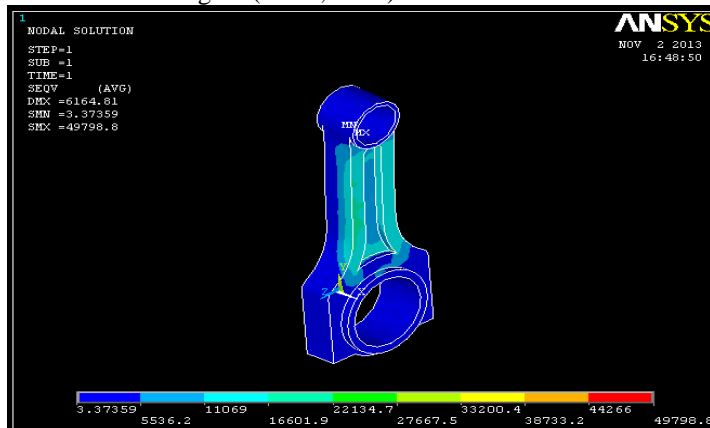 1
NODAL SOLUTION
STEP=1
SUB =1
TIME=1
SEQV (AVG)
DMX =6164.81
SMN =3.37359
SMX =49798.8
ANSYS
NOV 2 2013
16:48:50
MN
MX
Z
X
3.37359 11069 22134.7 33200.4 44266
5536.2 16601.9 27667.5 38733.2 49798.8